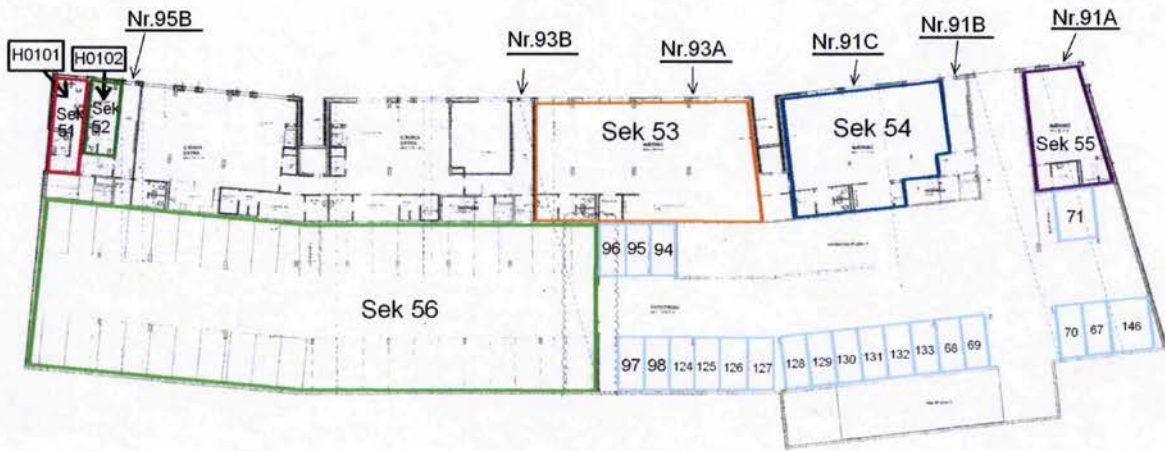 Nr.95B
Nr.93B
Nr.93A
Nr.91C
Nr.91B
Nr.91A
H0101
H0102
Sek 51
Sek 52
Sek 53
Sek 54
Sek 55
71
96 95 94
Sek 56
97 98 124 125 126 127 128 129 130 131 132 133 68 69
70 67 146